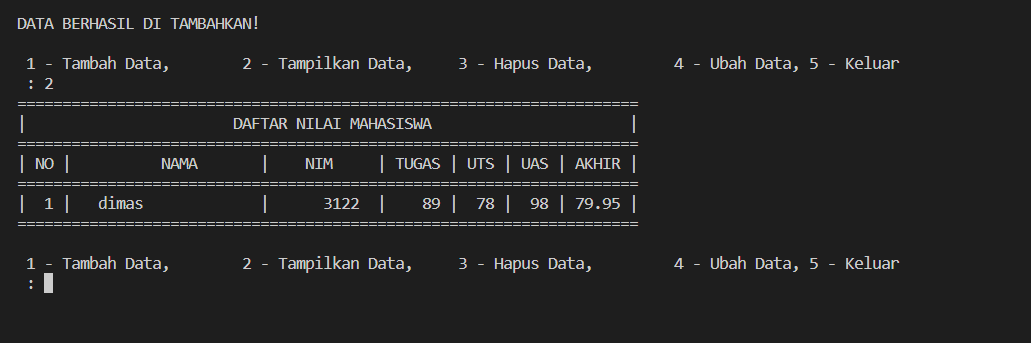 DATA BERHASIL DI TAMBAHKAN!
1 - Tambah Data,        2 - Tampilkan Data,     3 - Hapus Data,         4 - Ubah Data, 5 - Keluar
: 2
=====================================================================
|                       DAFTAR NILAI MAHASISWA                      |
=====================================================================
| NO |          NAMA       |    NIM     | TUGAS | UTS | UAS | AKHIR |
=====================================================================
|  1 |   dimas             |      3122  |    89 |  78 |  98 | 79.95 |
=====================================================================
1 - Tambah Data,        2 - Tampilkan Data,     3 - Hapus Data,         4 - Ubah Data, 5 - Keluar
: